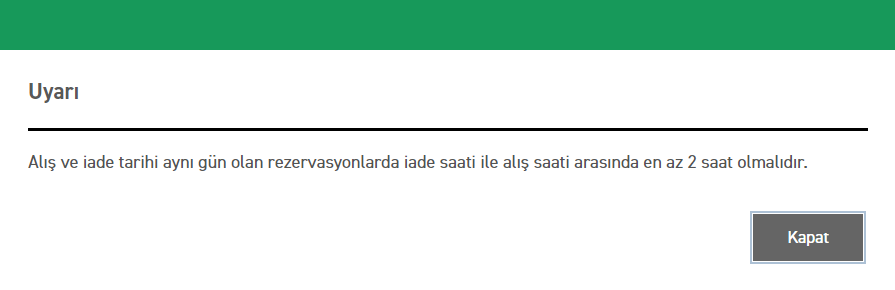 Uyarı
Alış ve iade tarihi aynı gün olan rezervasyonlarda iade saati ile alış saati arasında en az 2 saat olmalıdır.
Kapat